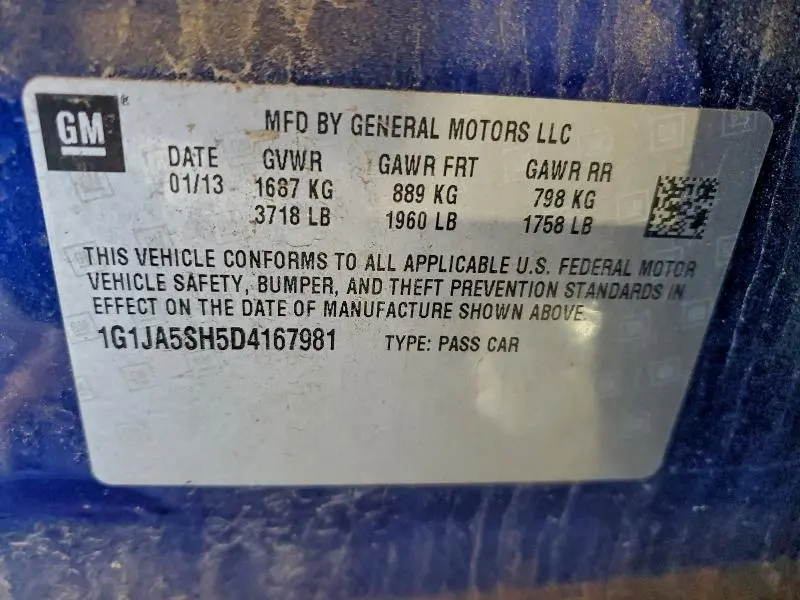 GM
MFD BY GENERAL MOTORS LLC
DATE GVWR GAWR FRT GAWR RR
01/13 1687 KG 889 KG 798 KG
3718 LB 1960 LB 1758 LB
THIS VEHICLE CONFORMS TO ALL APPLICABLE U.S. FEDERAL MOTOR
VEHICLE SAFETY, BUMPER, AND THEFT PREVENTION STANDARDS IN
EFFECT ON THE DATE OF MANUFACTURE SHOWN ABOVE.
1G1JA5SH5D4167981 TYPE: PASS CAR